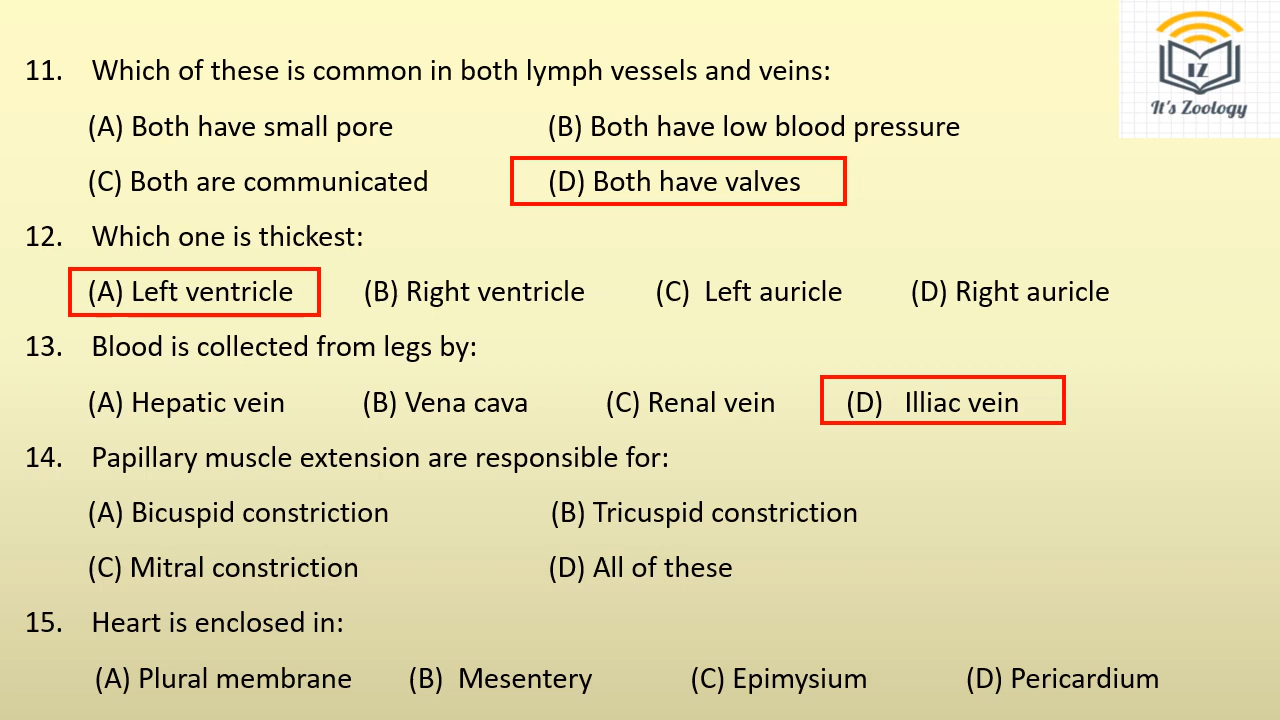 11. Which of these is common in both lymph vessels and veins:
(A) Both have small pore (B) Both have low blood pressure
(C) Both are communicated (D) Both have valves
12. Which one is thickest:
(A) Left ventricle (B) Right ventricle (C) Left auricle (D) Right auricle
13. Blood is collected from legs by:
(A) Hepatic vein (B) Vena cava (C) Renal vein (D) Illiac vein
14. Papillary muscle extension are responsible for:
(A) Bicuspid constriction (B) Tricuspid constriction
(C) Mitral constriction (D) All of these
15. Heart is enclosed in:
(A) Plural membrane (B) Mesentery (C) Epimysium (D) Pericardium
IZ
It's Zoology